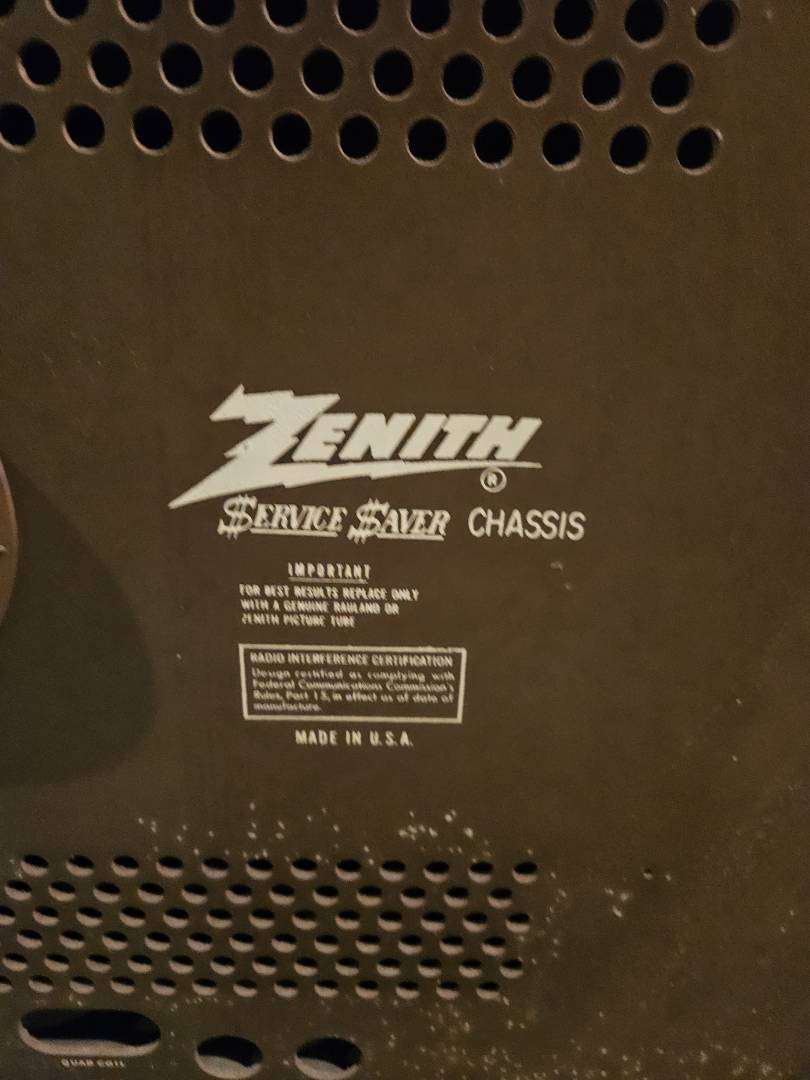 ZENITH
®
$ERVICE $AVER CHASSIS
IMPORTANT
FOR BEST RESULTS REPLACE ONLY
WITH A GENUINE RAULAND OR
ZENITH PICTURE TUBE
RADIO INTERFERENCE CERTIFICATION
Design certified as complying with
Federal Communications Commission's
Rules, Part 15, in effect as of date of
manufacture.
MADE IN U.S.A.
QUAD COIL